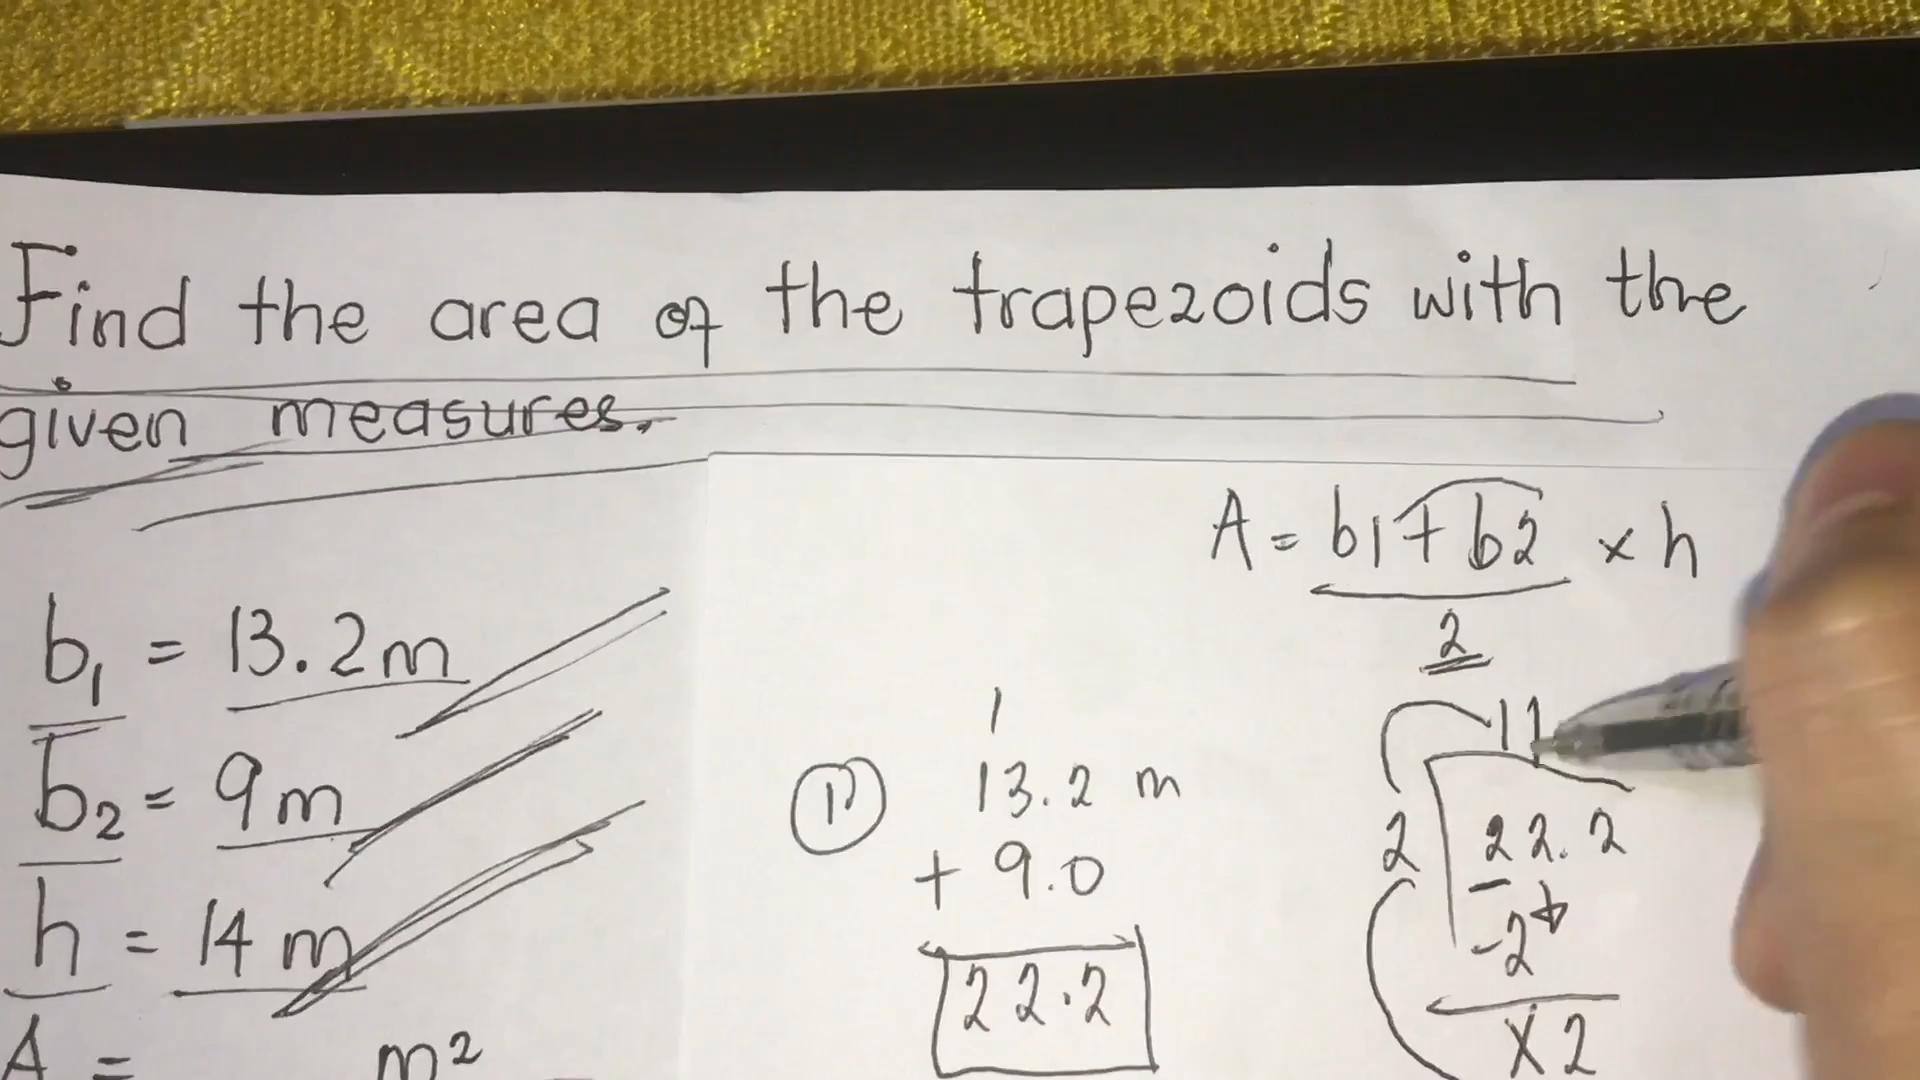 Find the area of the trapezoids with the
given measures.
A = b1 + b2 × h
2
b₁ = 13.2m
b₂ = 9m
h = 14 m
A = m²
1
① 13.2 m
+ 9.0
22.2
11
2 22.2
-2
X2